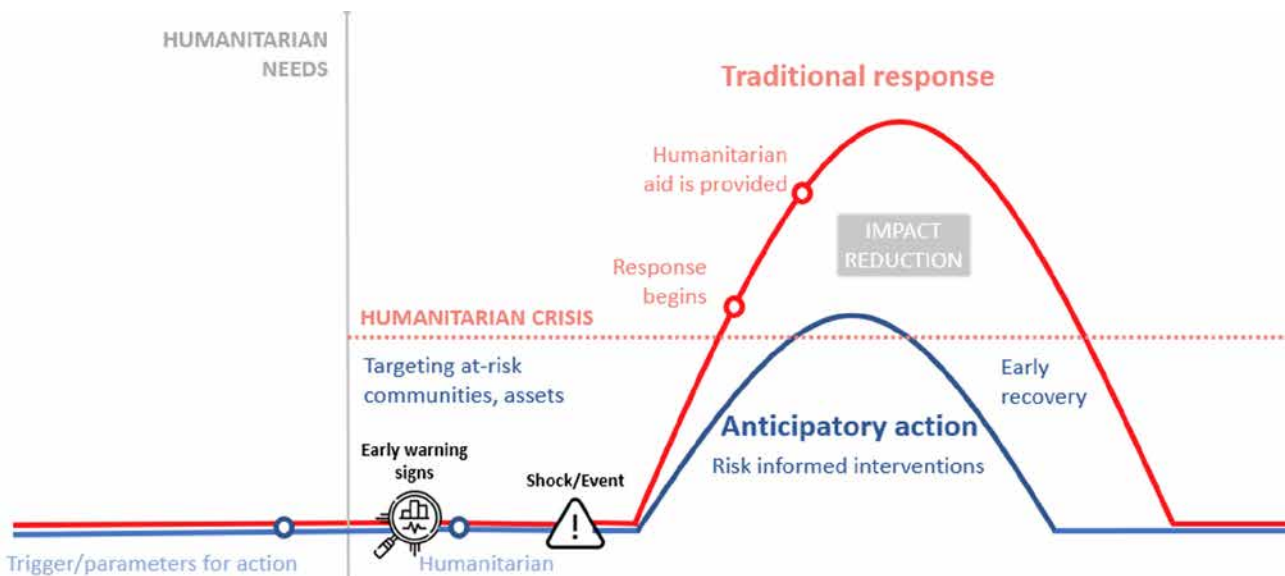 HUMANITARIAN
NEEDS
Traditional response
Humanitarian
aid is provided
IMPACT
REDUCTION
Response
begins
HUMANITARIAN CRISIS
Targeting at-risk
communities, assets
Early
recovery
Anticipatory action
Risk informed interventions
Early warning
signs
Shock/Event
Trigger/parameters for action
Humanitarian